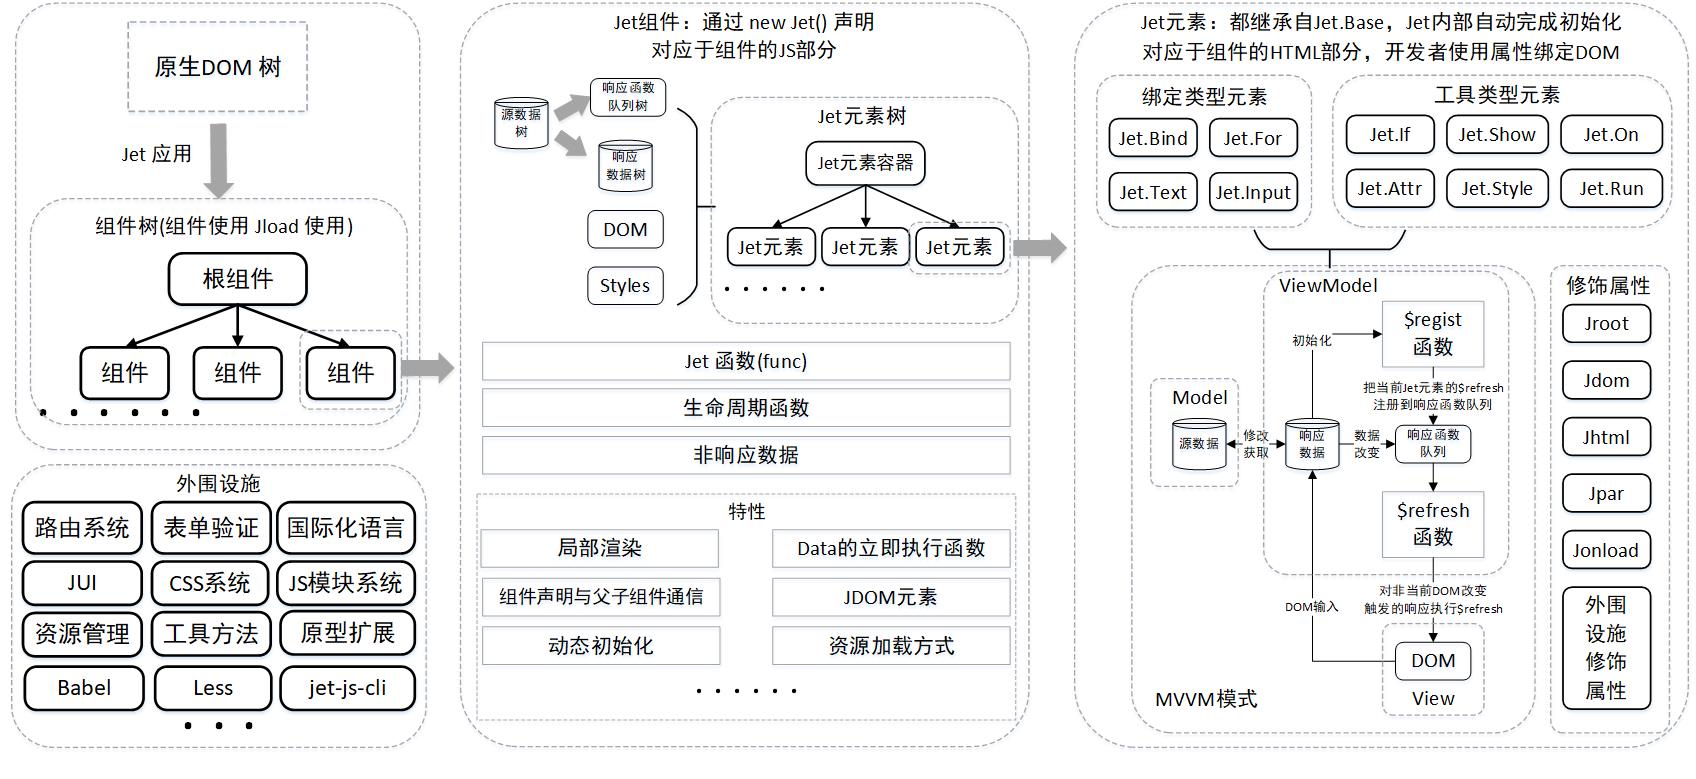 原生DOM 树
Jet 应用
组件树(组件使用 Jload 使用)
根组件
组件
组件
组件
外围设施
路由系统
表单验证
国际化语言
JUI
CSS系统
JS模块系统
资源管理
工具方法
原型扩展
Babel
Less
jet-js-cli
Jet组件：通过 new Jet() 声明
对应于组件的JS部分
源数据
树
响应函数
队列树
响应
数据树
DOM
Styles
Jet元素树
Jet元素容器
Jet元素
Jet元素
Jet元素
Jet 函数(func)
生命周期函数
非响应数据
特性
局部渲染
Data的立即执行函数
组件声明与父子组件通信
JDOM元素
动态初始化
资源加载方式
Jet元素：都继承自Jet.Base，Jet内部自动完成初始化
对应于组件的HTML部分，开发者使用属性绑定DOM
绑定类型元素
Jet.Bind
Jet.For
Jet.Text
Jet.Input
工具类型元素
Jet.If
Jet.Show
Jet.On
Jet.Attr
Jet.Style
Jet.Run
ViewModel
$regist
函数
初始化
把当前Jet元素的$refresh
注册到响应函数队列
Model
源数据
修改
获取
响应
数据
数据
改变
响应函数
队列
$refresh
函数
对非当前DOM改变
触发的响应执行$refresh
DOM输入
DOM
View
MVVM模式
修饰属性
Jroot
Jdom
Jhtml
Jpar
Jonload
外围
设施
修饰
属性